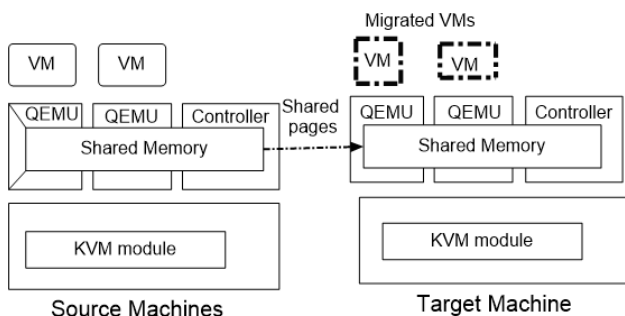 Migrated VMs
VM
VM
VM
VM
QEMU
QEMU
Controller
Shared Memory
Shared
pages
QEMU
QEMU
Controller
Shared Memory
KVM module
KVM module
Source Machines
Target Machine